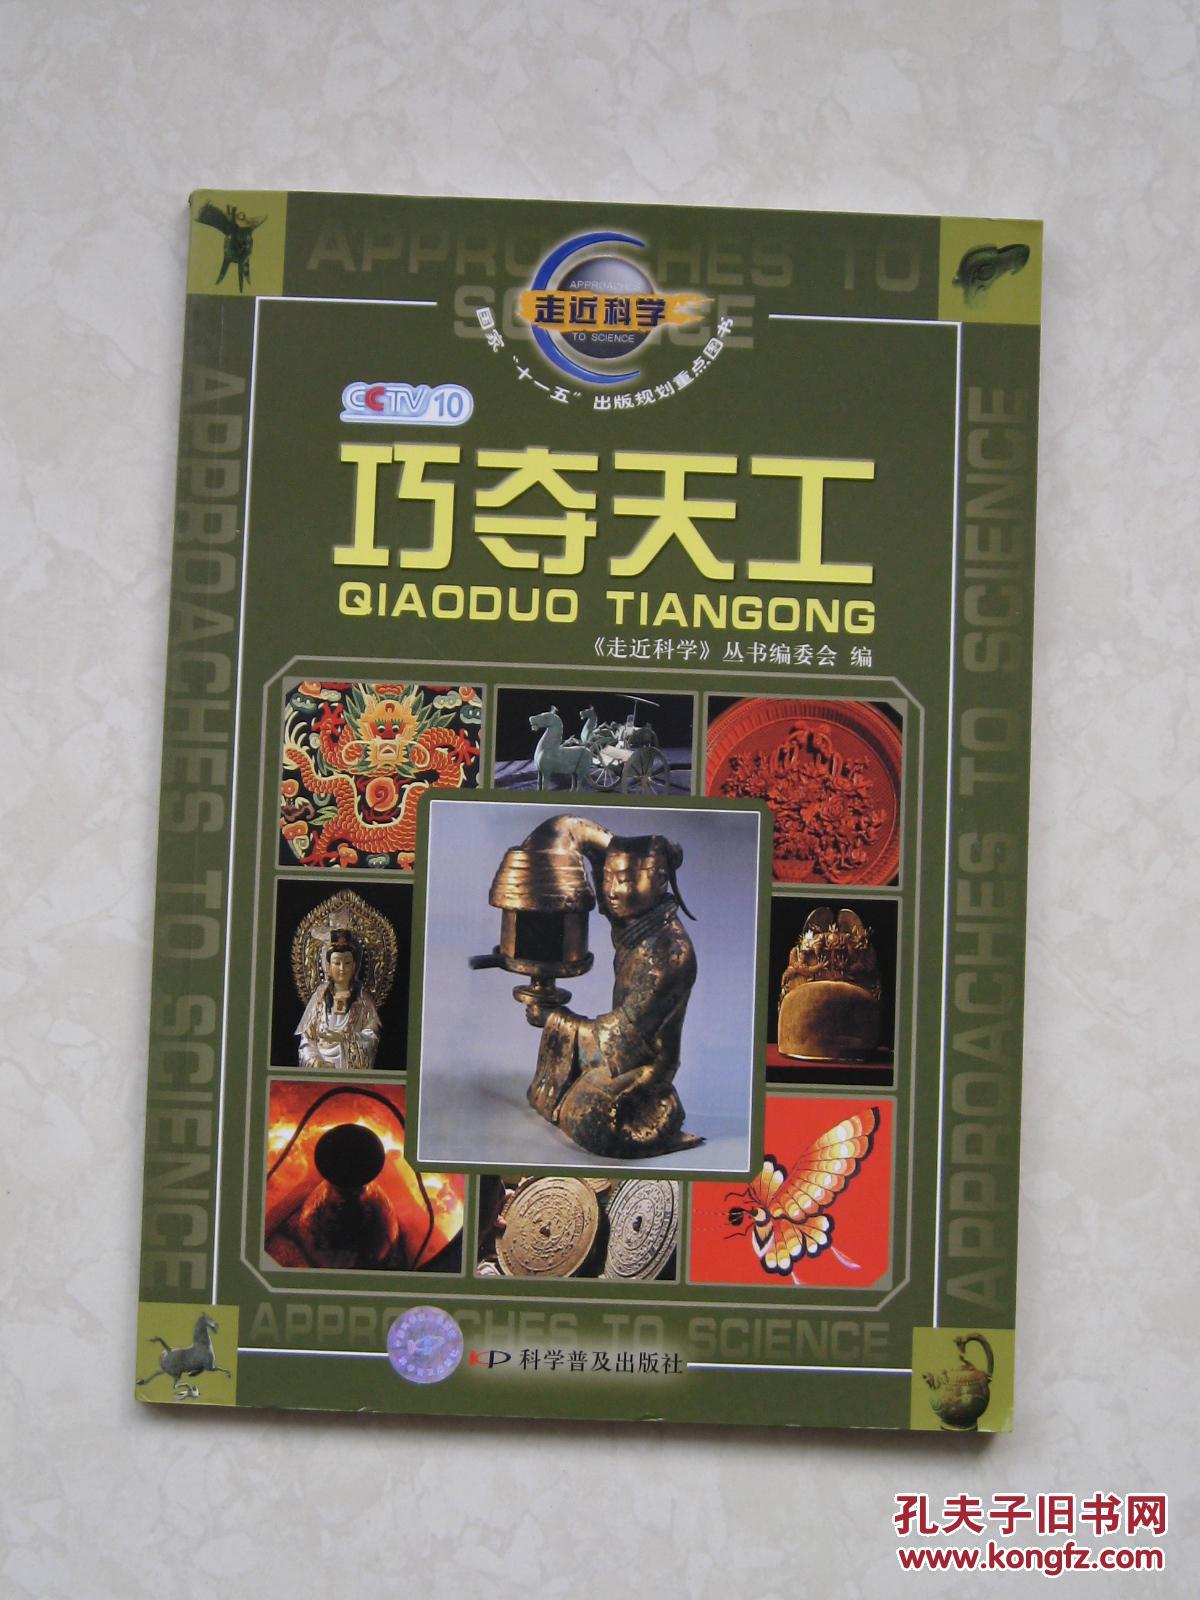 APPROACHES TO
SCIENCE
APPROACHES
走近科学
TO SCIENCE
国家“十一五”出版规划重点图书
CCTV10
巧夺天工
QIAODUO TIANGONG
《走近科学》丛书编委会 编
APPROACHES TO SCIENCE
APPROACHES TO SCIENCE
APPROACHES TO SCIENCE
KP 科学普及出版社
孔夫子旧书网
www.kongfz.com